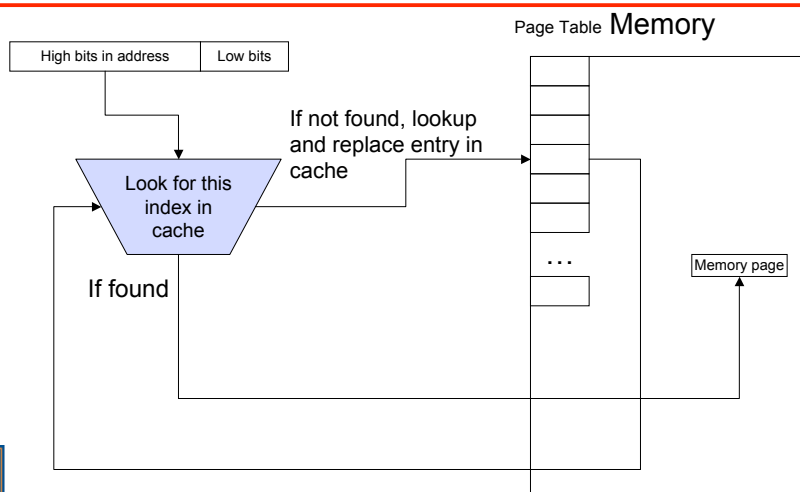 Page Table Memory
High bits in address Low bits
If not found, lookup
and replace entry in
cache
Look for this
index in
cache
...
Memory page
If found